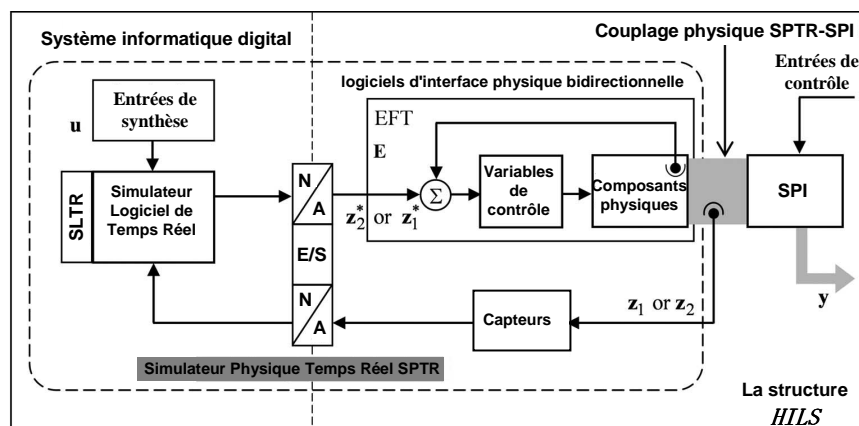 Système informatique digital
Couplage physique SPTR-SPI
Entrées de
contrôle
logiciels d'interface physique bidirectionnelle
u
Entrées de
synthèse
EFT
E
SLTR
Simulateur
Logiciel de
Temps Réel
N
A
z₂* or z₁*
Σ
Variables
de
contrôle
Composants
physiques
SPI
E/S
N
A
Capteurs
z₁ or z₂
y
Simulateur Physique Temps Réel SPTR
La structure
HILS